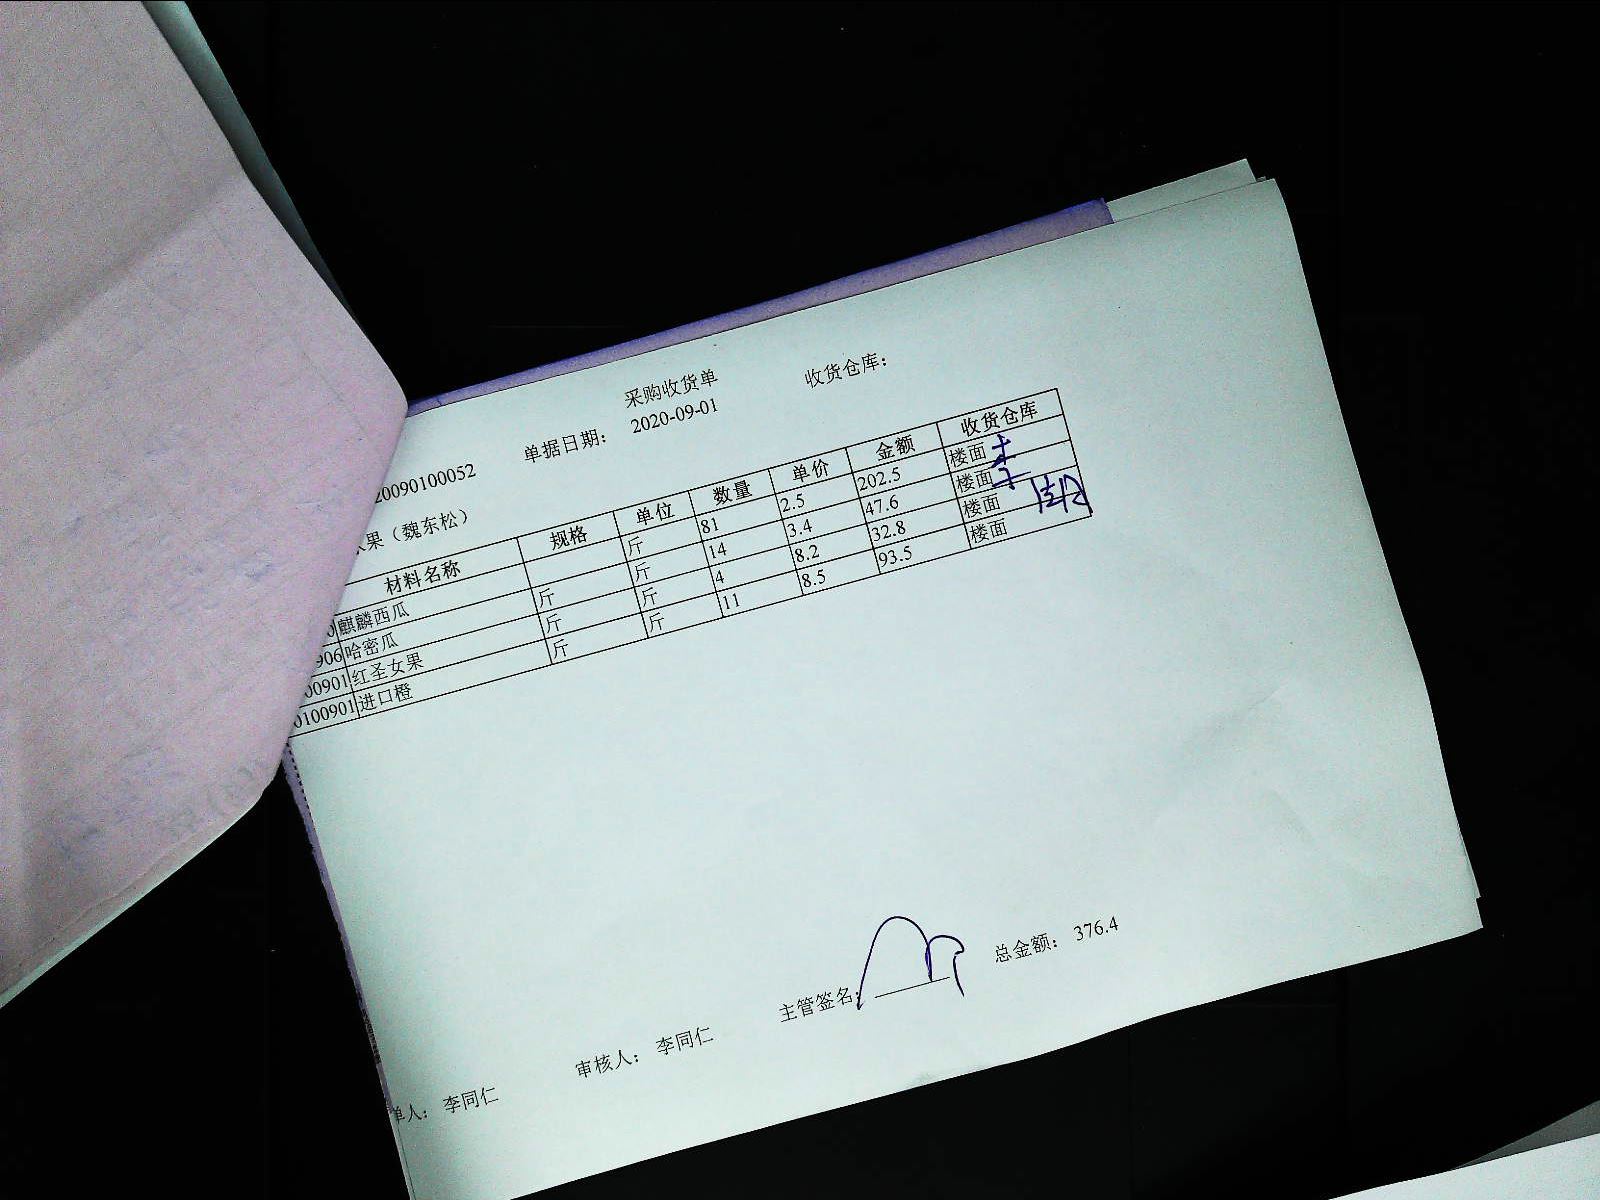 采购收货单 收货仓库：
20090100052 单据日期： 2020-09-01
果（魏东松）
材料名称 规格 单位 数量 单价 金额 收货仓库
0 麒麟西瓜 斤 81 2.5 202.5 楼面
906 哈密瓜 斤 斤 14 3.4 47.6 楼面
00901 红圣女果 斤 斤 4 8.2 32.8 楼面
0100901 进口橙 斤 斤 11 8.5 93.5 楼面
单人： 李同仁 审核人： 李同仁 主管签名： 总金额： 376.4